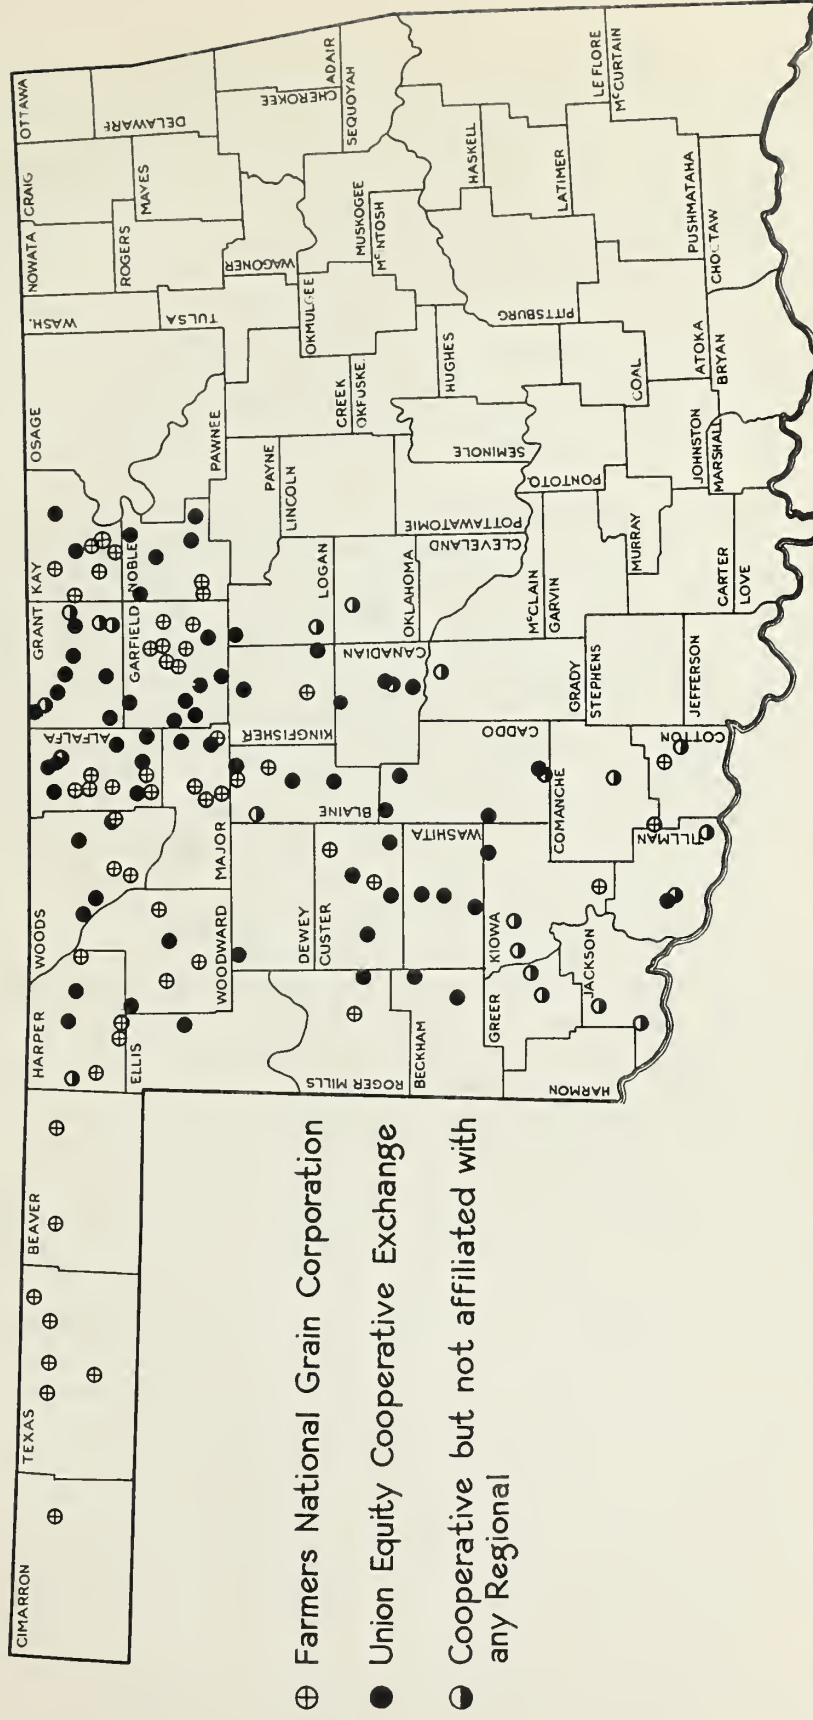 CIMARRON
TEXAS
BEAVER
HARPER
WOODS
ALFALFA
GRANT
KAY
OSAGE
WASH.
NOWATA
CRAIG
OTTAWA
ELLIS
WOODWARD
MAJOR
GARFIELD
NOBLE
PAWNEE
TULSA
ROGERS
MAYES
DELAWARE
ROGER MILLS
DEWEY
CUSTER
BLAINE
KINGFISHER
LOGAN
PAYNE
LINCOLN
CREEK
OKFUSKE.
OKMULGEE
WAGONER
CHEROKEE
ADAIR
SEQUOYAH
MUSKOGEE
McINTOSH
BECKHAM
WASHITA
CADDO
CANADIAN
OKLAHOMA
CLEVELAND
POTTAWATOMIE
SEMINOLE
HUGHES
PITTSBURG
HASKELL
LATIMER
LE FLORE
McCURTAIN
HARMON
GREER
KIOWA
JACKSON
TILLMAN
COMANCHE
COTTON
GRADY
STEPHENS
JEFFERSON
McCLAIN
GARVIN
MURRAY
CARTER
LOVE
PONTOTO.
JOHNSTON
MARSHALL
COAL
ATOKA
BRYAN
PUSHMATAHA
CHOCTAW
Farmers National Grain Corporation
Union Equity Cooperative Exchange
Cooperative but not affiliated with
any Regional